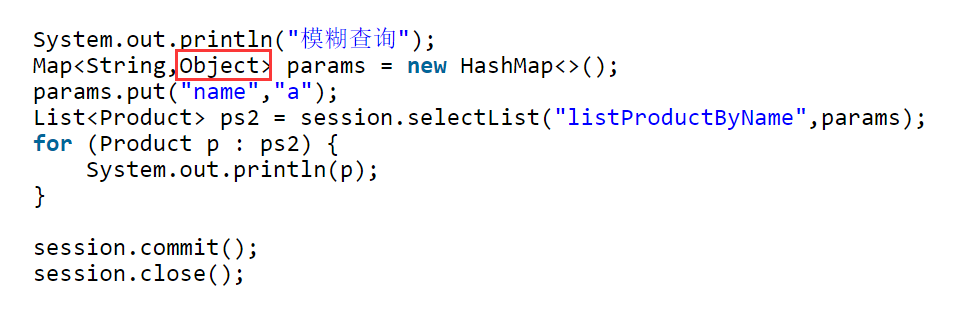 System.out.println("模糊查询");
Map<String,Object> params = new HashMap<>();
params.put("name","a");
List<Product> ps2 = session.selectList("listProductByName",params);
for (Product p : ps2) {
    System.out.println(p);
}

session.commit();
session.close();